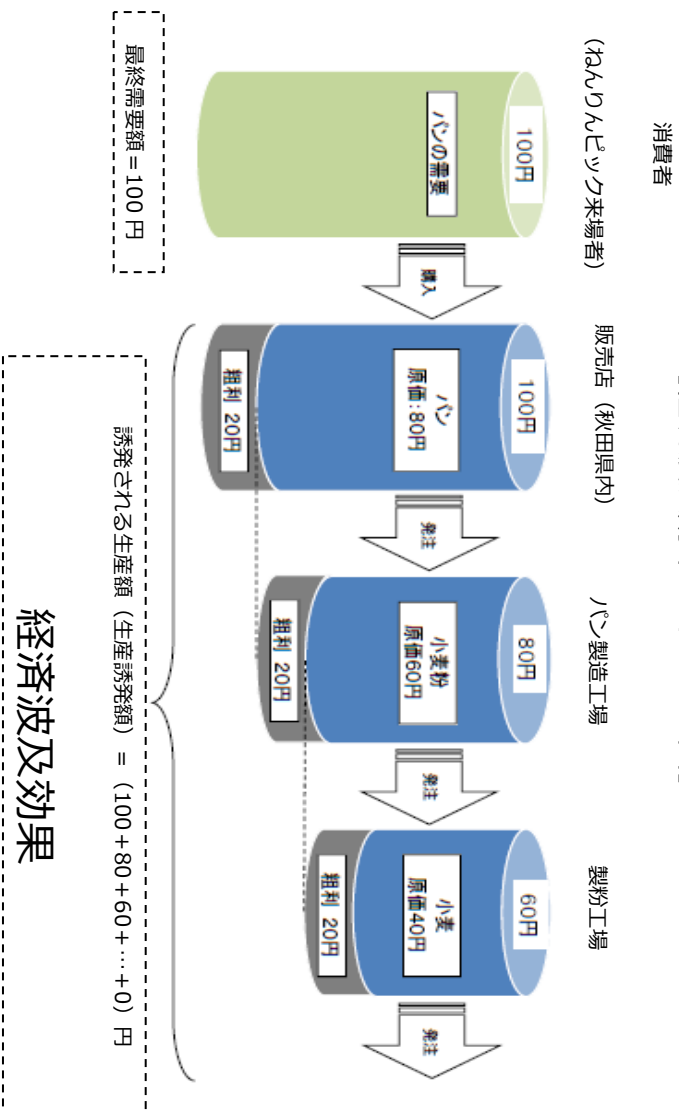 消費者
(ねんりんピック来場者)
販売店（秋田県内）
パン製造工場
製粉工場
100円
パンの需要
購入
100円
パン
原価：80円
粗利 20円
発注
80円
小麦粉
原価60円
粗利 20円
発注
60円
小麦
原価40円
粗利 20円
発注
最終需要額＝100 円
誘発される生産額（生産誘発額）＝（100＋80＋60＋…＋0）円
経済波及効果